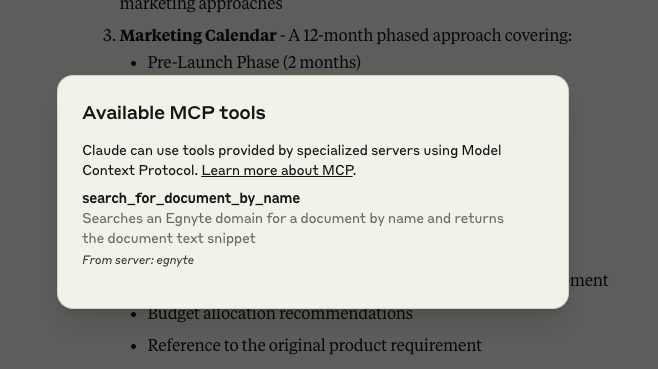 marketing approaches
3. Marketing Calendar - A 12-month phased approach covering:
• Pre-Launch Phase (2 months)
Available MCP tools
Claude can use tools provided by specialized servers using Model
Context Protocol. Learn more about MCP.
search_for_document_by_name
Searches an Egnyte domain for a document by name and returns
the document text snippet
From server: egnyte
ement
• Budget allocation recommendations
• Reference to the original product requirement